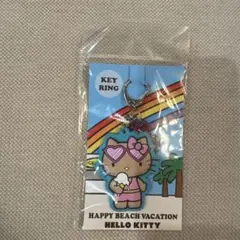 KEY
RING
HAPPY BEACH VACATION
HELLO KITTY